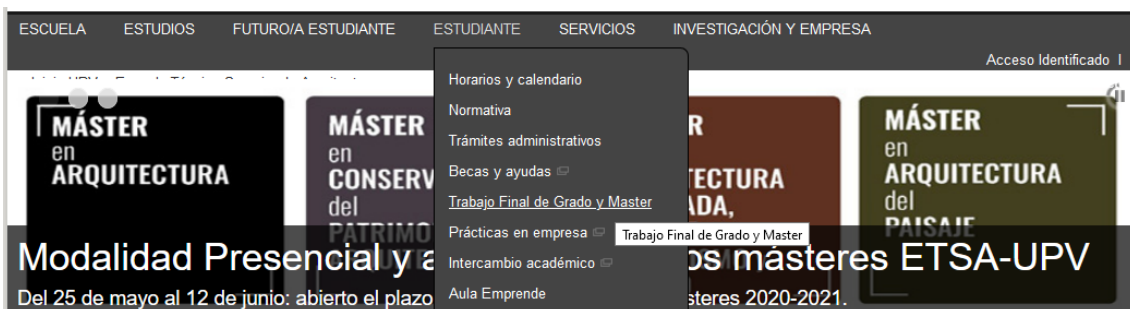 ESCUELA ESTUDIOS FUTURO/A ESTUDIANTE ESTUDIANTE SERVICIOS INVESTIGACIÓN Y EMPRESA
Acceso Identificado
Horarios y calendario
Normativa
Trámites administrativos
Becas y ayudas
Trabajo Final de Grado y Master
Prácticas en empresa
Trabajo Final de Grado y Master
Intercambio académico
Aula Emprende
MÁSTER
en
ARQUITECTURA
MÁSTER
en
CONSERV
del
PATRIMO
R
TECTURA
ADA,
MÁSTER
en
ARQUITECTURA
del
PAISAJE
Modalidad Presencial y a os másteres ETSA-UPV
Del 25 de mayo al 12 de junio: abierto el plazo steres 2020-2021.